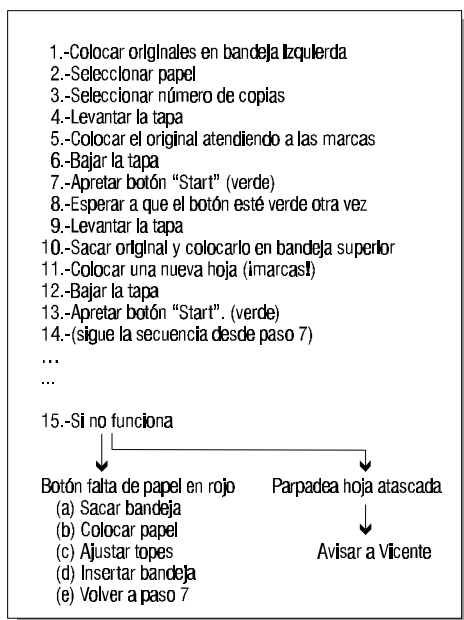 1.-Colocar originales en bandeja izquierda
2.-Seleccionar papel
3.-Seleccionar número de copias
4.-Levantar la tapa
5.-Colocar el original atendiendo a las marcas
6.-Bajar la tapa
7.-Apretar botón “Start” (verde)
8.-Esperar a que el botón esté verde otra vez
9.-Levantar la tapa
10.-Sacar original y colocarlo en bandeja superior
11.-Colocar una nueva hoja (¡marcas!)
12.-Bajar la tapa
13.-Apretar botón “Start”. (verde)
14.-(sigue la secuencia desde paso 7)
...
...
15.-Si no funciona
Botón falta de papel en rojo
(a) Sacar bandeja
(b) Colocar papel
(c) Ajustar topes
(d) Insertar bandeja
(e) Volver a paso 7
Parpadea hoja atascada
Avisar a Vicente